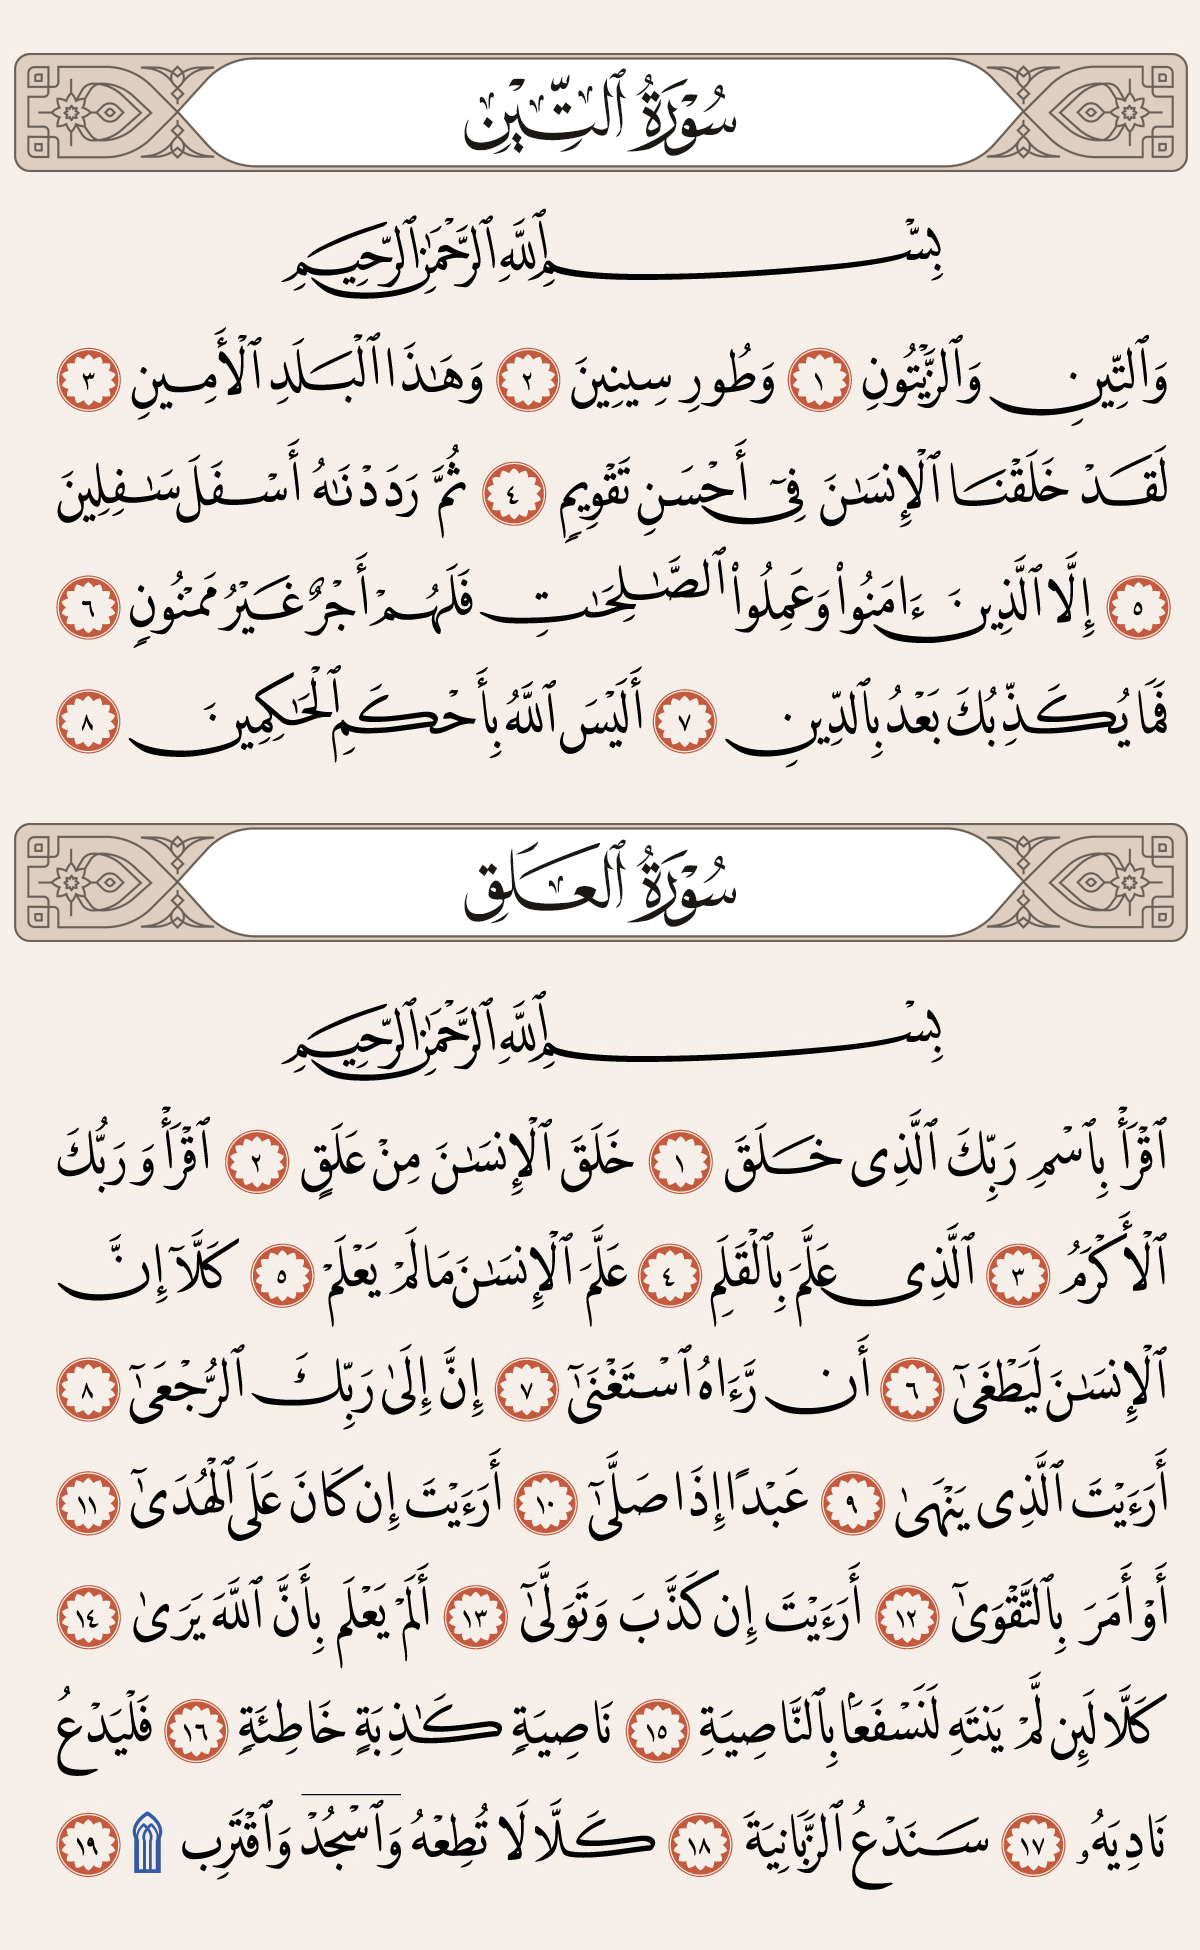 سُورَةُ ٱلتِّينِ
بِسۡمِ ٱللَّهِ ٱلرَّحۡمَٰنِ ٱلرَّحِيمِ
وَٱلتِّينِ وَٱلزَّيۡتُونِ ١ وَطُورِ سِينِينَ ٢ وَهَٰذَا ٱلۡبَلَدِ ٱلۡأَمِينِ ٣
لَقَدۡ خَلَقۡنَا ٱلۡإِنسَٰنَ فِيٓ أَحۡسَنِ تَقۡوِيمٖ ٤ ثُمَّ رَدَدۡنَٰهُ أَسۡفَلَ سَٰفِلِينَ
٥ إِلَّا ٱلَّذِينَ ءَامَنُواْ وَعَمِلُواْ ٱلصَّٰلِحَٰتِ فَلَهُمۡ أَجۡرٌ غَيۡرُ مَمۡنُونٖ ٦
فَمَا يُكَذِّبُكَ بَعۡدُ بِٱلدِّينِ ٧ أَلَيۡسَ ٱللَّهُ بِأَحۡكَمِ ٱلۡحَٰكِمِينَ ٨
سُورَةُ ٱلعَلَقِ
بِسۡمِ ٱللَّهِ ٱلرَّحۡمَٰنِ ٱلرَّحِيمِ
ٱقۡرَأۡ بِٱسۡمِ رَبِّكَ ٱلَّذِي خَلَقَ ١ خَلَقَ ٱلۡإِنسَٰنَ مِنۡ عَلَقٍ ٢ ٱقۡرَأۡ وَرَبُّكَ
ٱلۡأَكۡرَمُ ٣ ٱلَّذِي عَلَّمَ بِٱلۡقَلَمِ ٤ عَلَّمَ ٱلۡإِنسَٰنَ مَا لَمۡ يَعۡلَمۡ ٥ كَلَّآ إِنَّ
ٱلۡإِنسَٰنَ لَيَطۡغَىٰٓ ٦ أَن رَّءَاهُ ٱسۡتَغۡنَىٰٓ ٧ إِنَّ إِلَىٰ رَبِّكَ ٱلرُّجۡعَىٰٓ ٨
أَرَءَيۡتَ ٱلَّذِي يَنۡهَىٰ ٩ عَبۡدًا إِذَا صَلَّىٰٓ ١٠ أَرَءَيۡتَ إِن كَانَ عَلَى ٱلۡهُدَىٰٓ ١١
أَوۡ أَمَرَ بِٱلتَّقۡوَىٰٓ ١٢ أَرَءَيۡتَ إِن كَذَّبَ وَتَوَلَّىٰٓ ١٣ أَلَمۡ يَعۡلَم بِأَنَّ ٱللَّهَ يَرَىٰ ١٤
كَلَّا لَئِن لَّمۡ يَنتَهِ لَنَسۡفَعَۢا بِٱلنَّاصِيَةِ ١٥ نَاصِيَةٖ كَٰذِبَةٍ خَاطِئَةٖ ١٦ فَلۡيَدۡعُ
نَادِيَهُۥ ١٧ سَنَدۡعُ ٱلزَّبَانِيَةَ ١٨ كَلَّا لَا تُطِعۡهُ وَٱسۡجُدۡۤ وَٱقۡتَرِب ۩ ١٩